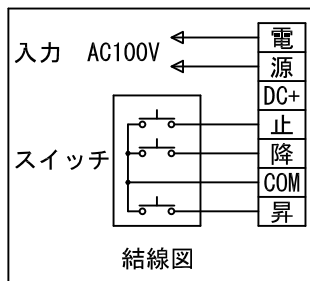 入力 AC100V
電
源
DC+
止
降
COM
昇
スイッチ
結線図